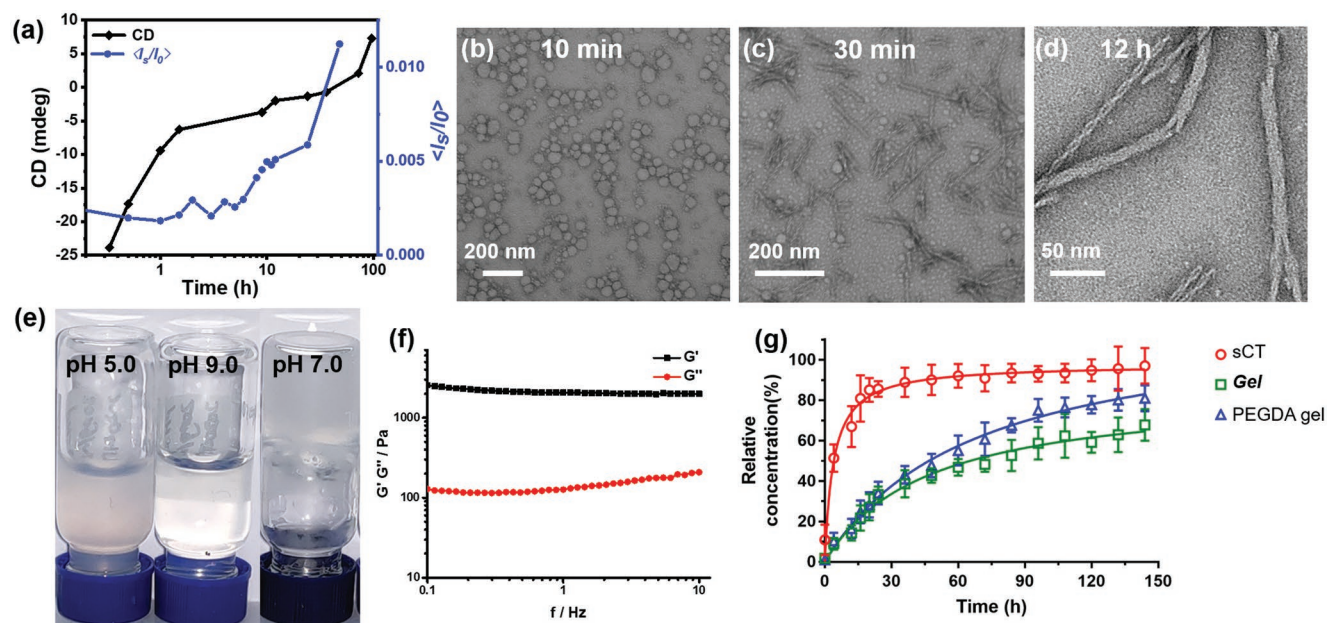 (a)
CD
⟨Is/I0⟩
10
5
0
-5
-10
-15
-20
-25
CD (mdeg)
0.010
0.005
0.000
<Is/I0>
1
10
100
Time (h)
(b)
10 min
200 nm
(c)
30 min
200 nm
(d)
12 h
50 nm
(e)
pH 5.0
pH 9.0
pH 7.0
(f)
G'
G''
1000
100
10
G' G'' / Pa
0.1
1
10
f / Hz
(g)
100
80
60
40
20
0
Relative
concentration(%)
0
30
60
90
120
150
Time (h)
sCT
Gel
PEGDA gel